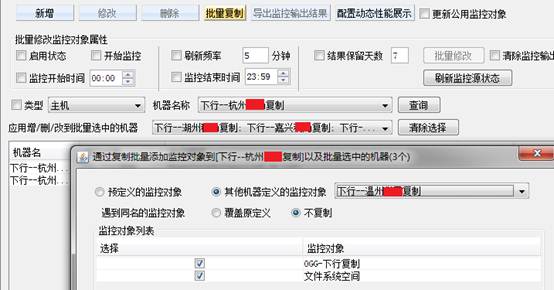 新增 修改 删除 批量复制 导出监控输出结果 配置动态性能展示 更新公用监控对象
批量修改监控对象属性
启用状态 开始监控 刷新频率 5 分钟 结果保留天数 7 批量修改 清除监控输出
监控开始时间 00:00 监控结束时间 23:59 刷新监控源状态
类型 主机 机器名称 下行--杭州 复制 查询
应用增/删/改到批量选中的机器 下行--湖州 复制; 下行--嘉兴 复制; 下行-... 清除选择
机器名
下行--杭州...
下行--杭州...
通过复制批量添加监控对象到[下行--杭州 复制]以及批量选中的机器(3个)
预定义的监控对象 其他机器定义的监控对象 下行--温州 复制
遇到同名的监控对象 覆盖原定义 不复制
监控对象列表
选择 监控对象
OGG-下行复制
文件系统空间